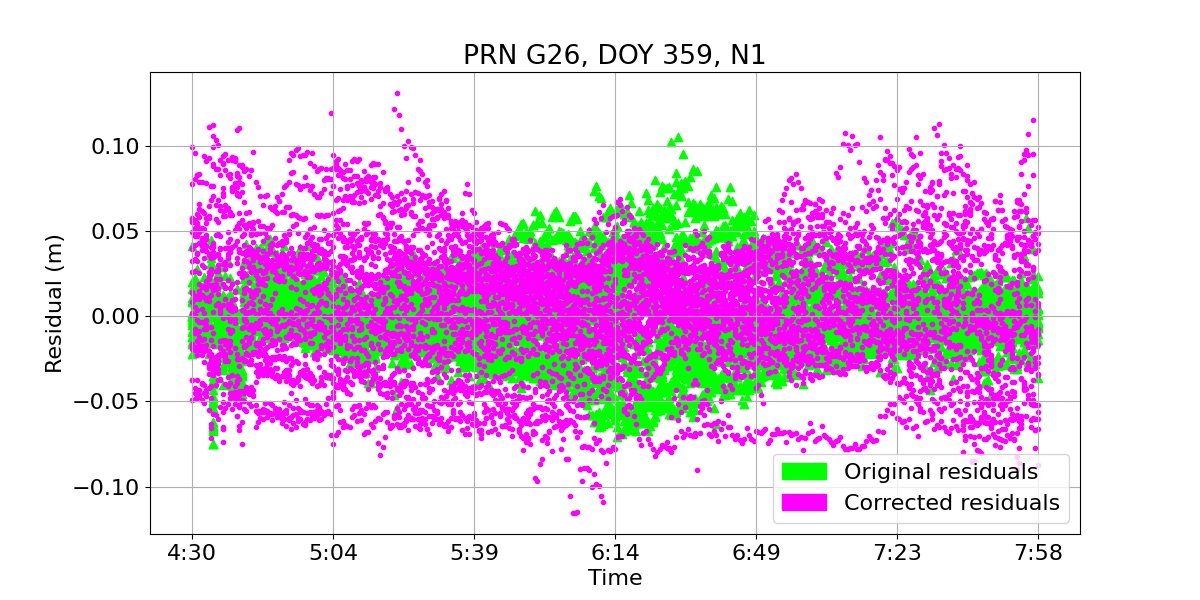 PRN G26, DOY 359, N1
Residual (m)
0.10
0.05
0.00
−0.05
−0.10
4:30 5:04 5:39 6:14 6:49 7:23 7:58
Time
Original residuals
Corrected residuals